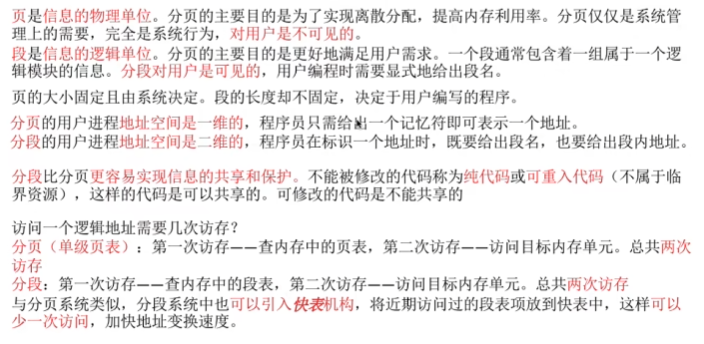 页是信息的物理单位。分页的主要目的是为了实现离散分配，提高内存利用率。分页仅仅是系统管
理上的需要，完全是系统行为，对用户是不可见的。
段是信息的逻辑单位。分页的主要目的是更好地满足用户需求。一个段通常包含着一组属于一个逻
辑模块的信息。分段对用户是可见的，用户编程时需要显式地给出段名。
页的大小固定且由系统决定。段的长度却不固定，决定于用户编写的程序。
分页的用户进程地址空间是一维的，程序员只需给出一个记忆符即可表示一个地址。
分段的用户进程地址空间是二维的，程序员在标识一个地址时，既要给出段名，也要给出段内地址。
分段比分页更容易实现信息的共享和保护。不能被修改的代码称为纯代码或可重入代码（不属于临
界资源），这样的代码是可以共享的。可修改的代码是不能共享的
访问一个逻辑地址需要几次访存？
分页（单级页表）：第一次访存——查内存中的页表，第二次访存——访问目标内存单元。总共两次
访存
分段：第一次访存——查内存中的段表，第二次访存——访问目标内存单元。总共两次访存
与分页系统类似，分段系统中也可以引入快表机构，将近期访问过的段表项放到快表中，这样可以
少一次访问，加快地址变换速度。